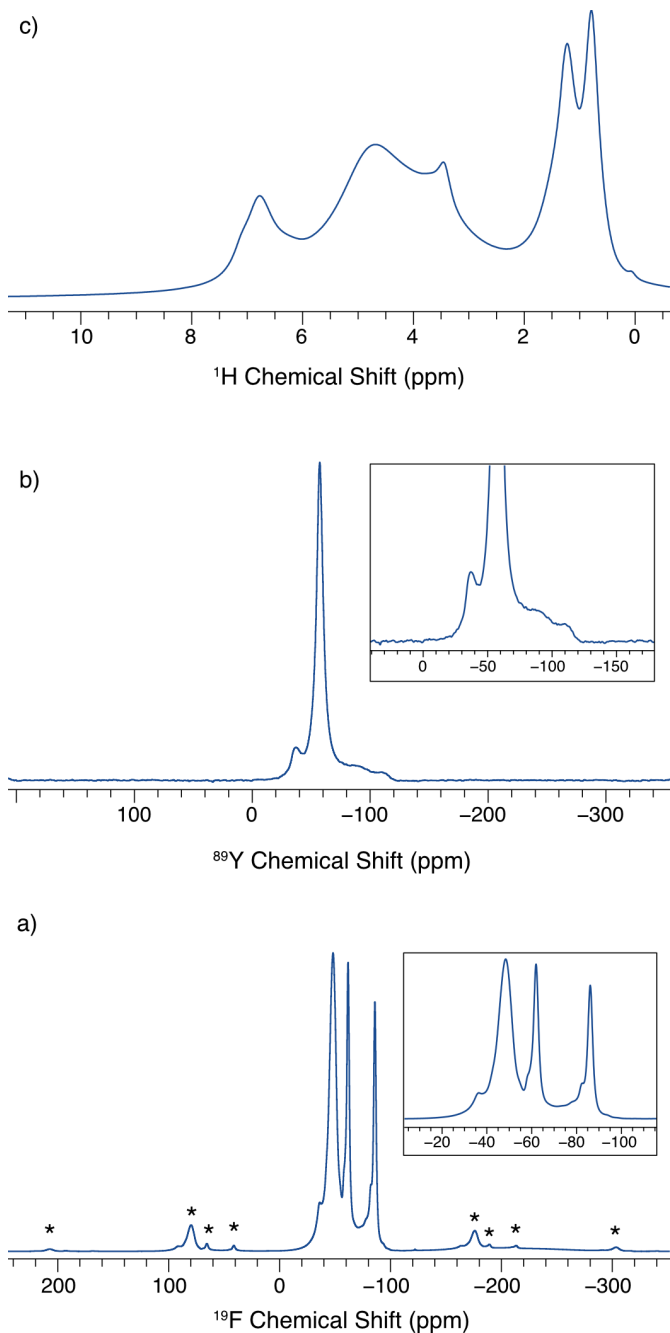 c)
10 8 6 4 2 0
¹H Chemical Shift (ppm)
b)
0 −50 −100 −150
100 0 −100 −200 −300
⁸⁹Y Chemical Shift (ppm)
a)
−20 −40 −60 −80 −100
* * * * * * * *
200 100 0 −100 −200 −300
¹⁹F Chemical Shift (ppm)